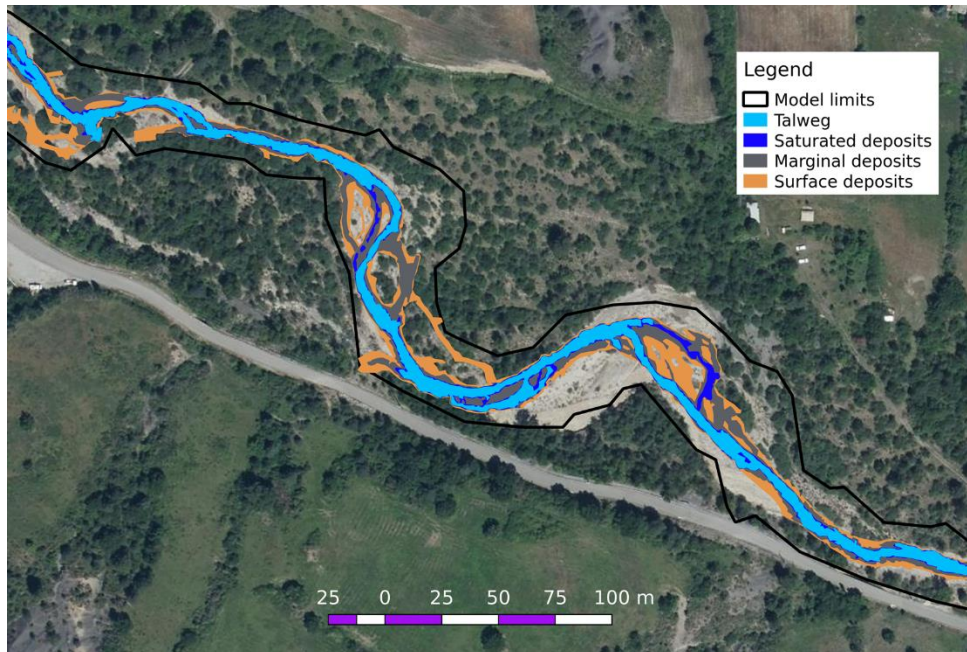 Legend
Model limits
Talweg
Saturated deposits
Marginal deposits
Surface deposits
25 0 25 50 75 100 m